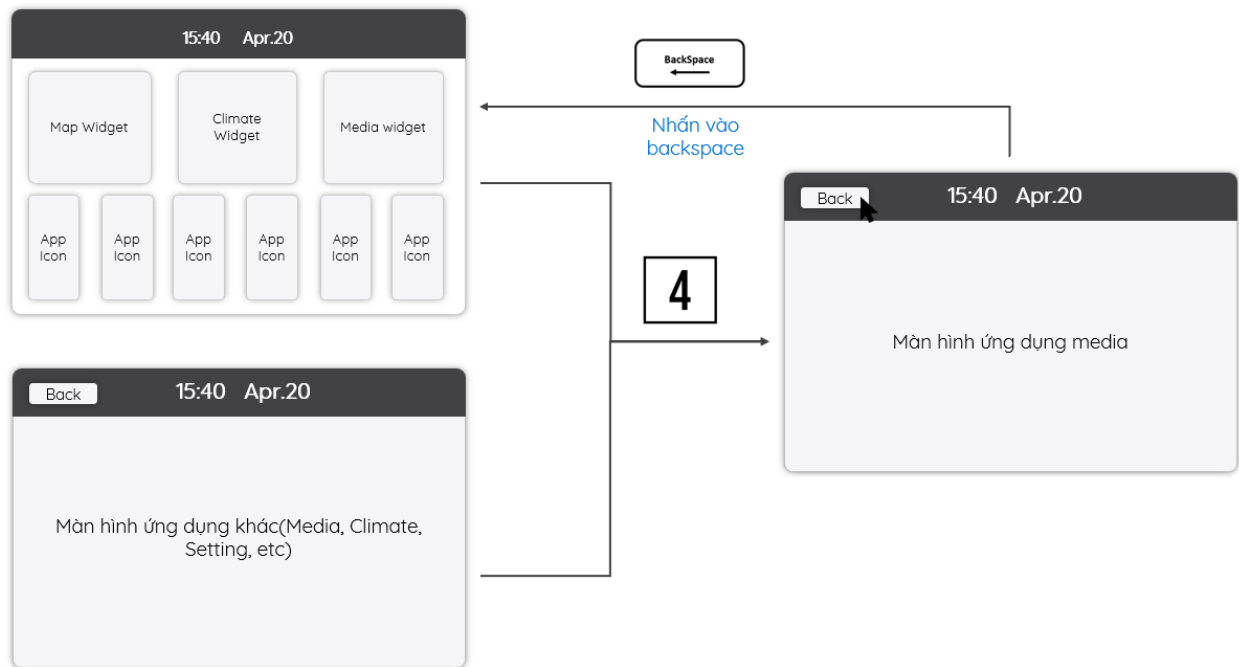 15:40 Apr.20
Map Widget
Climate
Widget
Media widget
App
Icon
App
Icon
App
Icon
App
Icon
App
Icon
App
Icon
BackSpace
Nhấn vào
backspace
4
Back
15:40 Apr.20
Màn hình ứng dụng media
Back
15:40 Apr.20
Màn hình ứng dụng khác(Media, Climate,
Setting, etc)